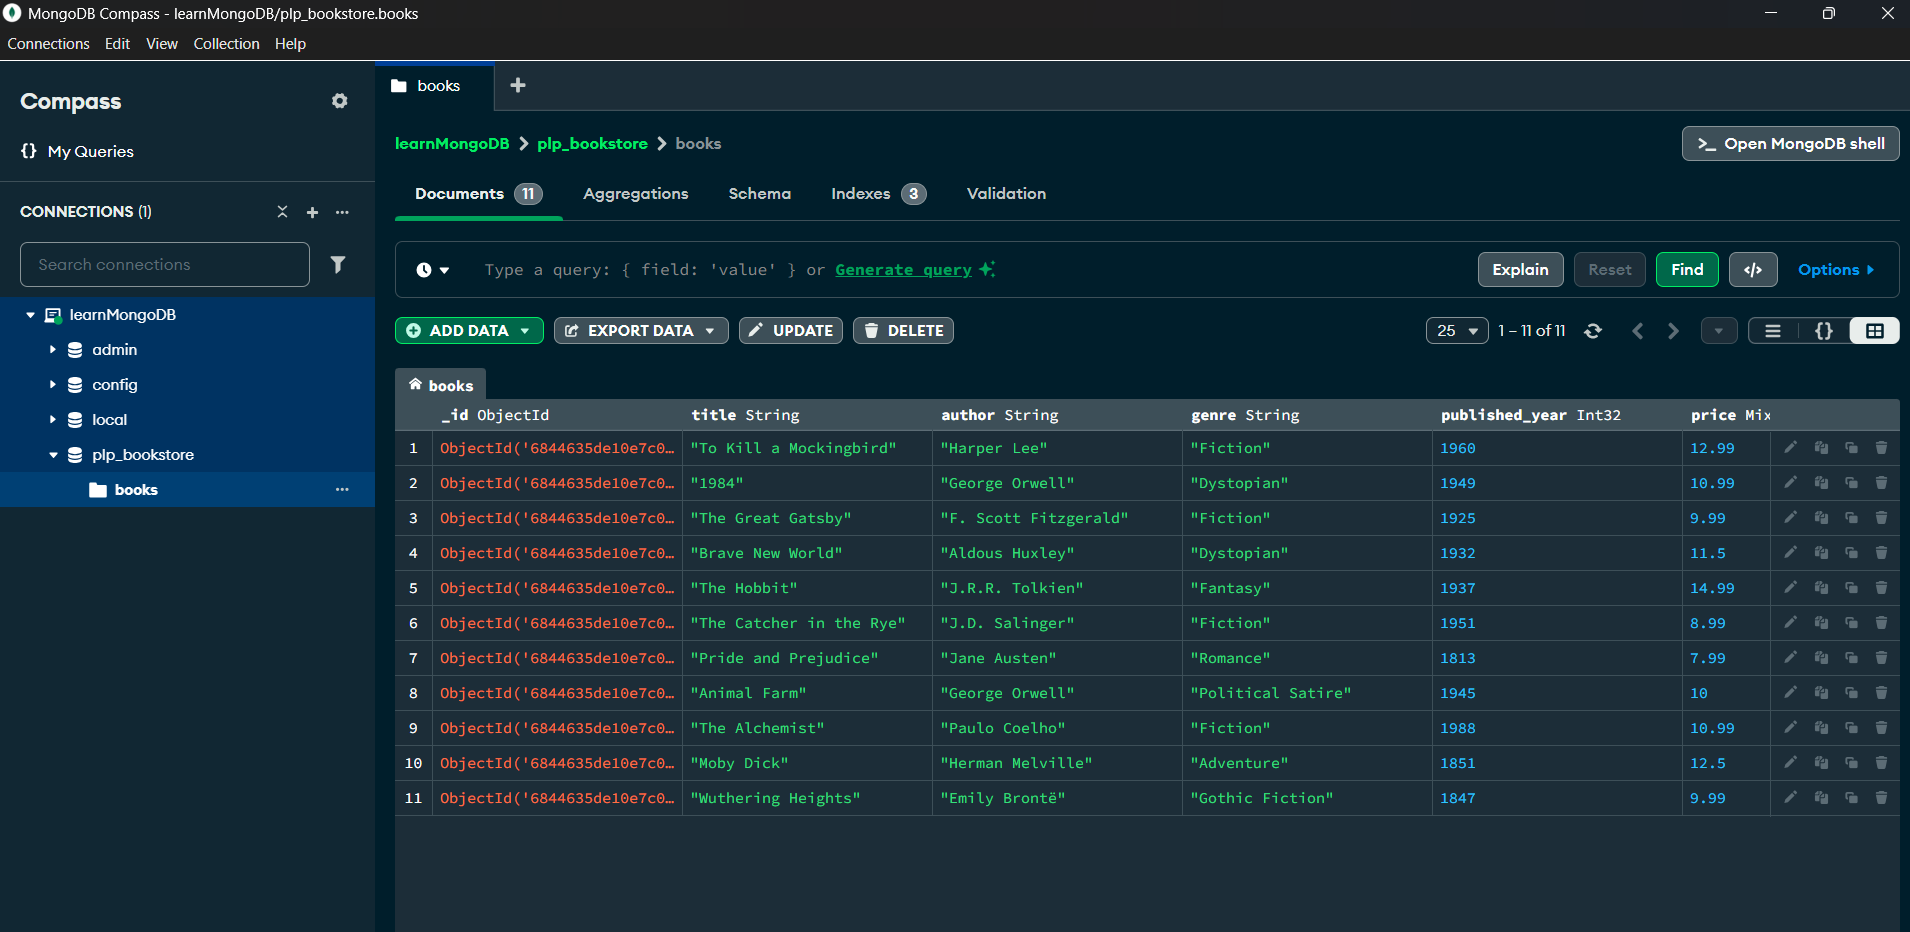 MongoDB Compass - learnMongoDB/plp_bookstore.books
Connections Edit View Collection Help
Compass
{} My Queries
CONNECTIONS (1)
Search connections
learnMongoDB
admin
config
local
plp_bookstore
books
books
learnMongoDB > plp_bookstore > books
>_ Open MongoDB shell
Documents 11 Aggregations Schema Indexes 3 Validation
Type a query: { field: 'value' } or Generate query
Explain Reset Find </> Options
ADD DATA EXPORT DATA UPDATE DELETE
25 1 – 11 of 11 {}
books
_id ObjectId title String author String genre String published_year Int32 price Mix
1 ObjectId('6844635de10e7c0… "To Kill a Mockingbird" "Harper Lee" "Fiction" 1960 12.99
2 ObjectId('6844635de10e7c0… "1984" "George Orwell" "Dystopian" 1949 10.99
3 ObjectId('6844635de10e7c0… "The Great Gatsby" "F. Scott Fitzgerald" "Fiction" 1925 9.99
4 ObjectId('6844635de10e7c0… "Brave New World" "Aldous Huxley" "Dystopian" 1932 11.5
5 ObjectId('6844635de10e7c0… "The Hobbit" "J.R.R. Tolkien" "Fantasy" 1937 14.99
6 ObjectId('6844635de10e7c0… "The Catcher in the Rye" "J.D. Salinger" "Fiction" 1951 8.99
7 ObjectId('6844635de10e7c0… "Pride and Prejudice" "Jane Austen" "Romance" 1813 7.99
8 ObjectId('6844635de10e7c0… "Animal Farm" "George Orwell" "Political Satire" 1945 10
9 ObjectId('6844635de10e7c0… "The Alchemist" "Paulo Coelho" "Fiction" 1988 10.99
10 ObjectId('6844635de10e7c0… "Moby Dick" "Herman Melville" "Adventure" 1851 12.5
11 ObjectId('6844635de10e7c0… "Wuthering Heights" "Emily Brontë" "Gothic Fiction" 1847 9.99